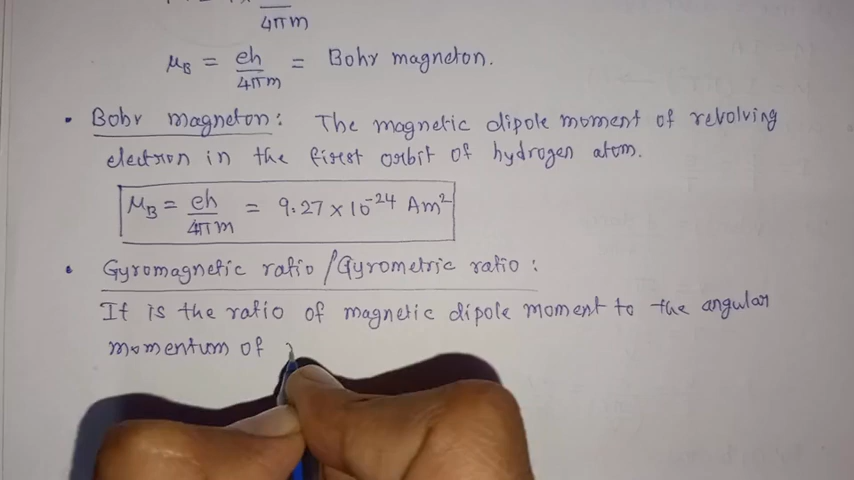 4πm
μB = eh/4πm = Bohr magneton.
• Bohr magneton: The magnetic dipole moment of revolving
electron in the first orbit of hydrogen atom.
μB = eh/4πm = 9.27 × 10⁻²⁴ Am²
• Gyromagnetic ratio/Gyrometric ratio:
It is the ratio of magnetic dipole moment to the angular
momentum of